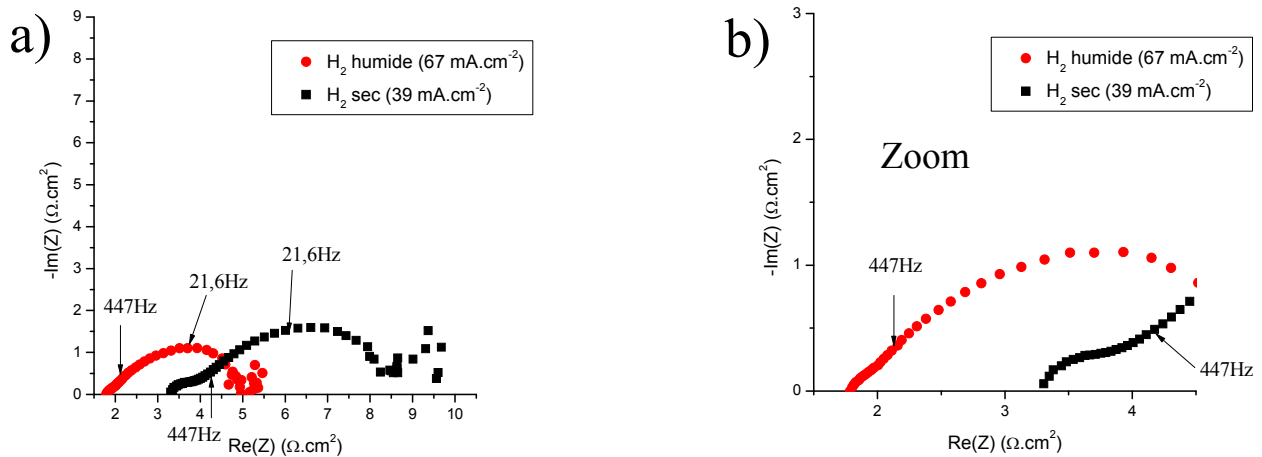 a)
9
8
7
6
5
4
3
2
1
0
-Im(Z) (Ω.cm²)
H₂ humide (67 mA.cm⁻²)
H₂ sec (39 mA.cm⁻²)
447Hz
21,6Hz
21,6Hz
447Hz
2 3 4 5 6 7 8 9 10
Re(Z) (Ω.cm²)
b)
3
2
1
0
-Im(Z) (Ω.cm²)
H₂ humide (67 mA.cm⁻²)
H₂ sec (39 mA.cm⁻²)
Zoom
447Hz
447Hz
2 3 4
Re(Z) (Ω.cm²)